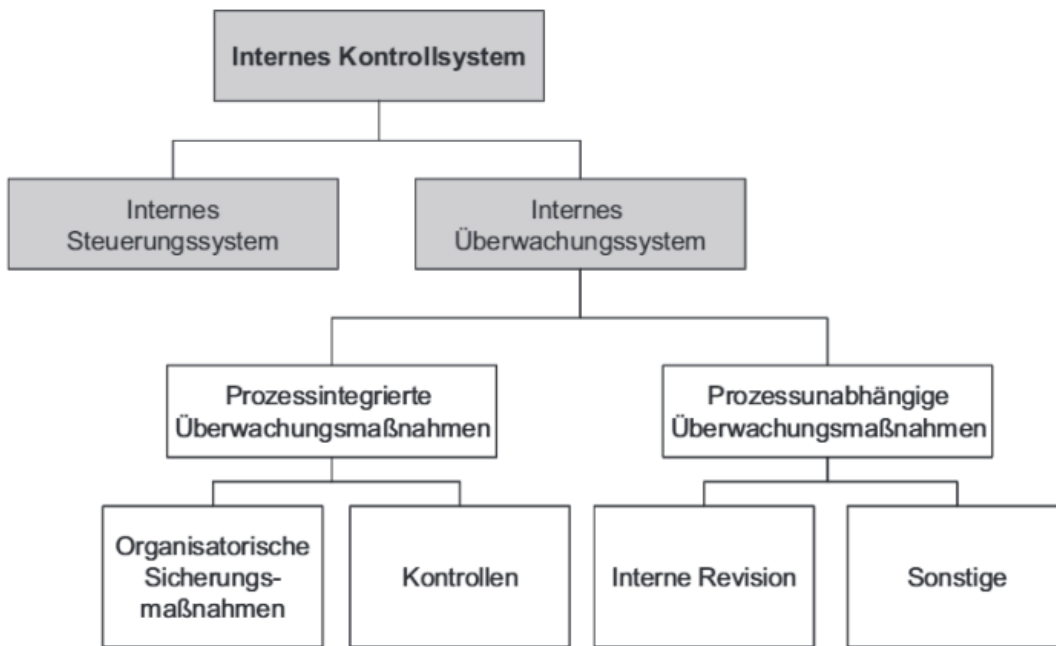 Internes Kontrollsystem
Internes
Steuerungssystem
Internes
Überwachungssystem
Prozessintegrierte
Überwachungsmaßnahmen
Prozessunabhängige
Überwachungsmaßnahmen
Organisatorische
Sicherungs-
maßnahmen
Kontrollen
Interne Revision
Sonstige